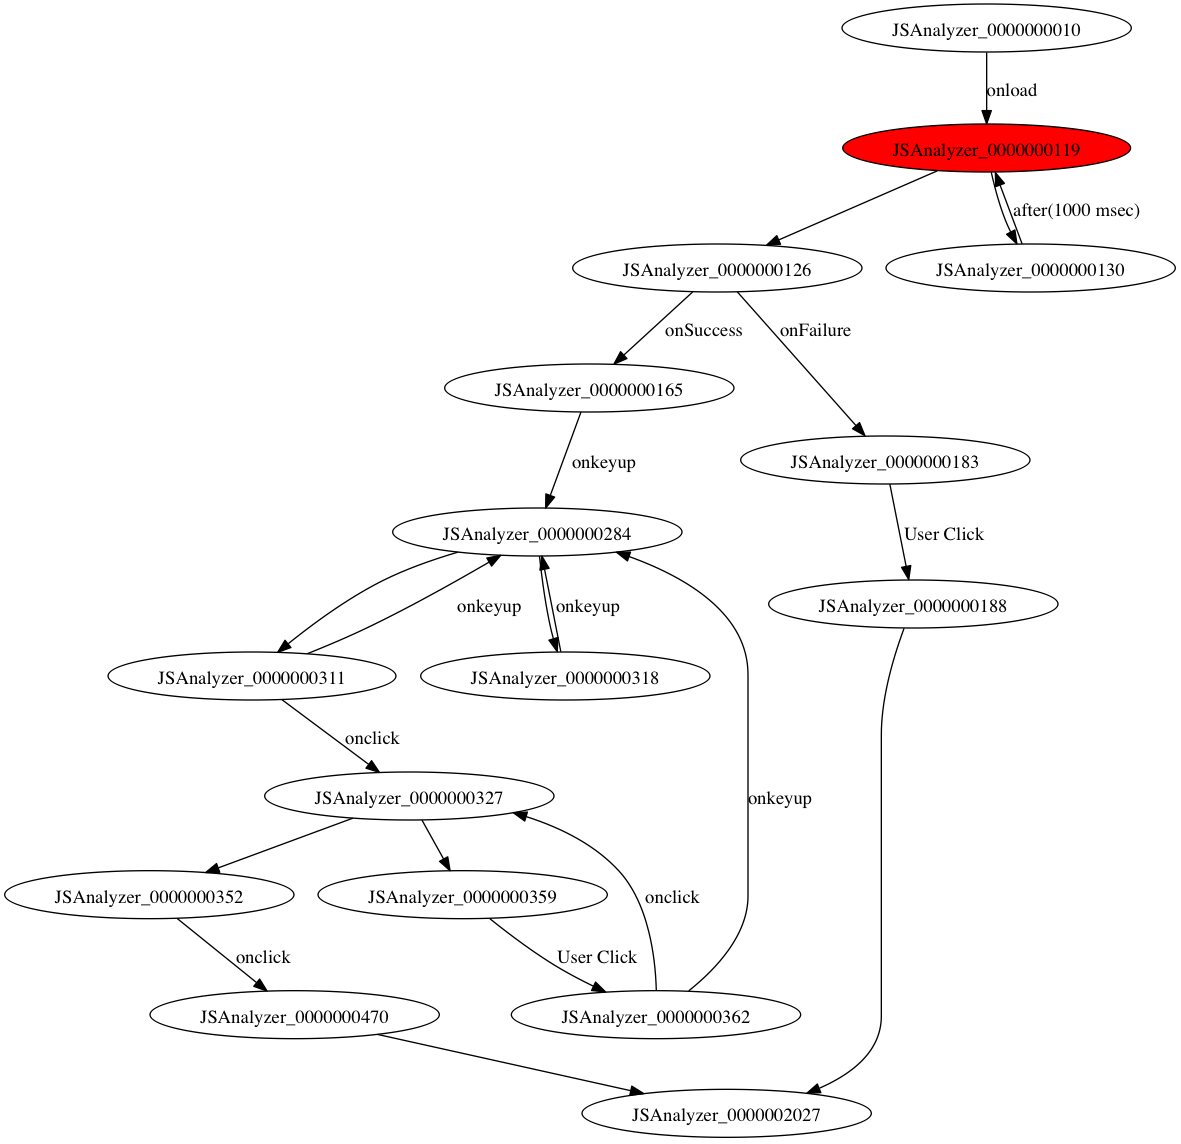 JSAnalyzer_0000000010
onload
JSAnalyzer_0000000119
after(1000 msec)
JSAnalyzer_0000000126
JSAnalyzer_0000000130
onSuccess
onFailure
JSAnalyzer_0000000165
JSAnalyzer_0000000183
onkeyup
JSAnalyzer_0000000284
User Click
JSAnalyzer_0000000188
onkeyup
onkeyup
JSAnalyzer_0000000311
JSAnalyzer_0000000318
onclick
JSAnalyzer_0000000327
onkeyup
JSAnalyzer_0000000352
JSAnalyzer_0000000359
onclick
onclick
User Click
JSAnalyzer_0000000470
JSAnalyzer_0000000362
JSAnalyzer_0000002027